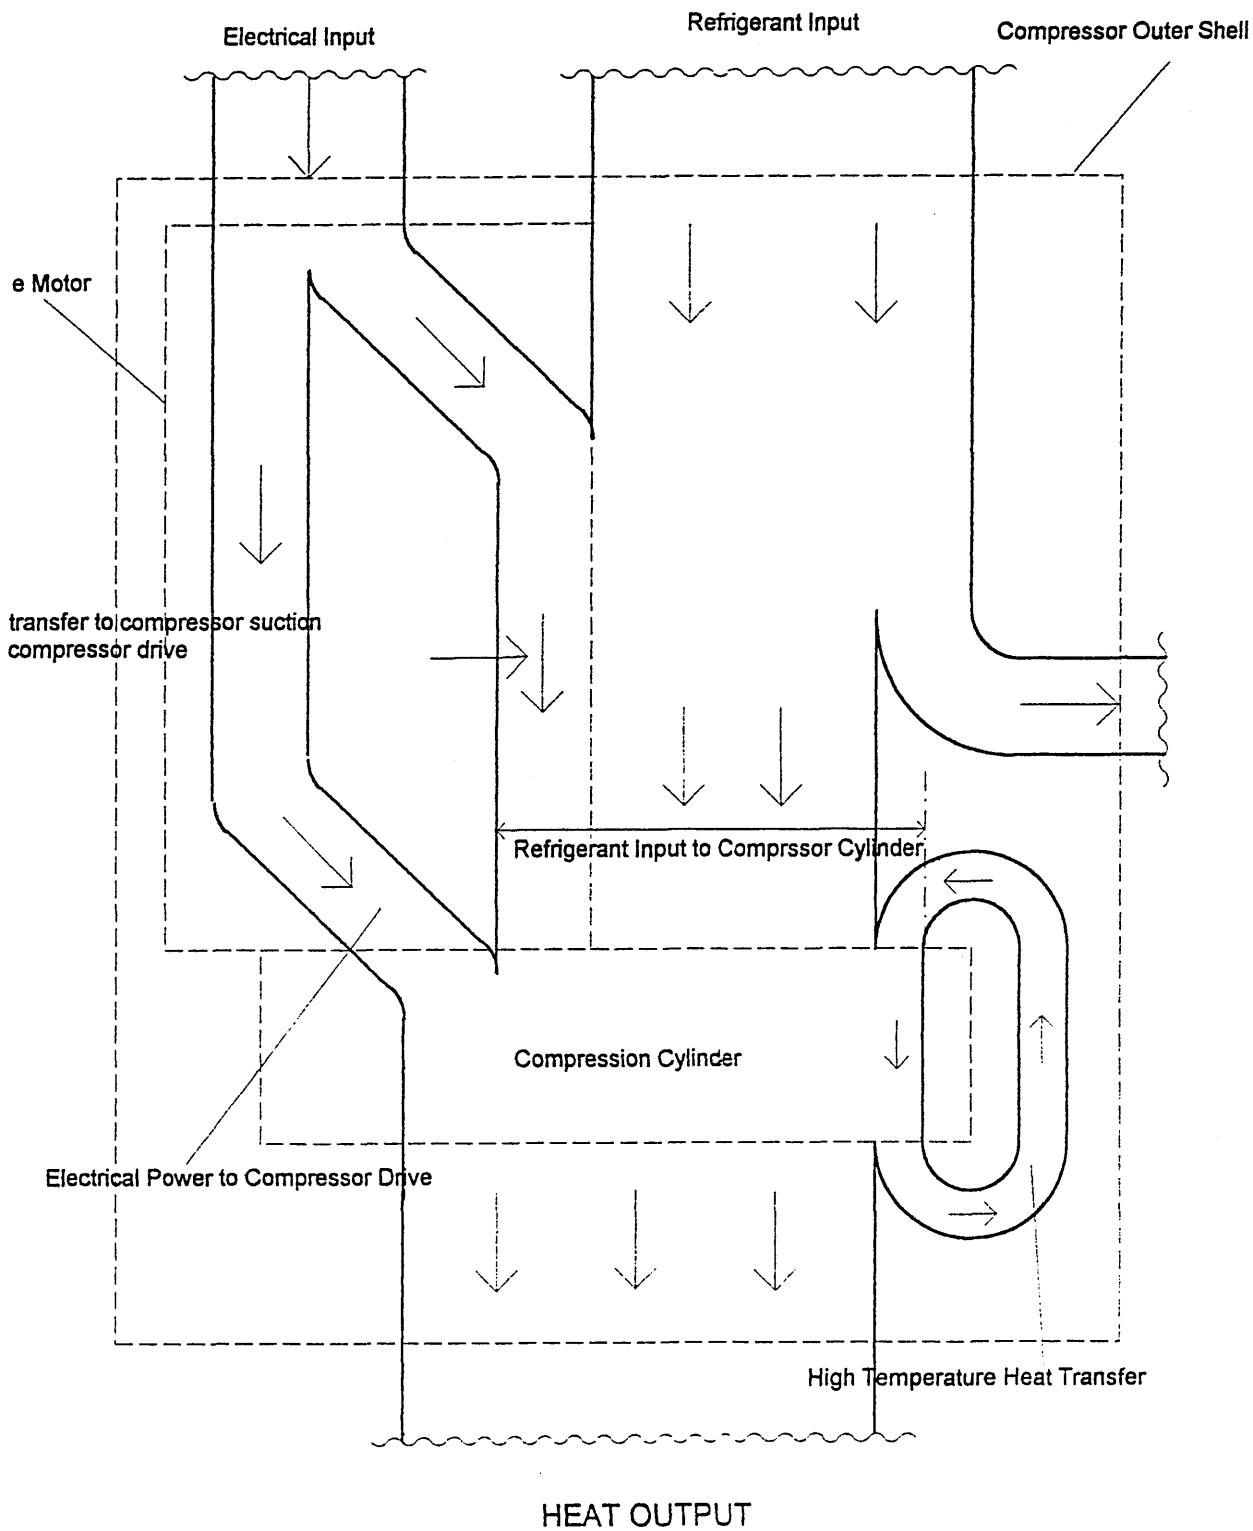 Electrical Input
Refrigerant Input
Compressor Outer Shell
e Motor
transfer to compressor suction
compressor drive
Refrigerant Input to Comprssor Cylinder
Compression Cylinder
Electrical Power to Compressor Drive
High Temperature Heat Transfer
HEAT OUTPUT